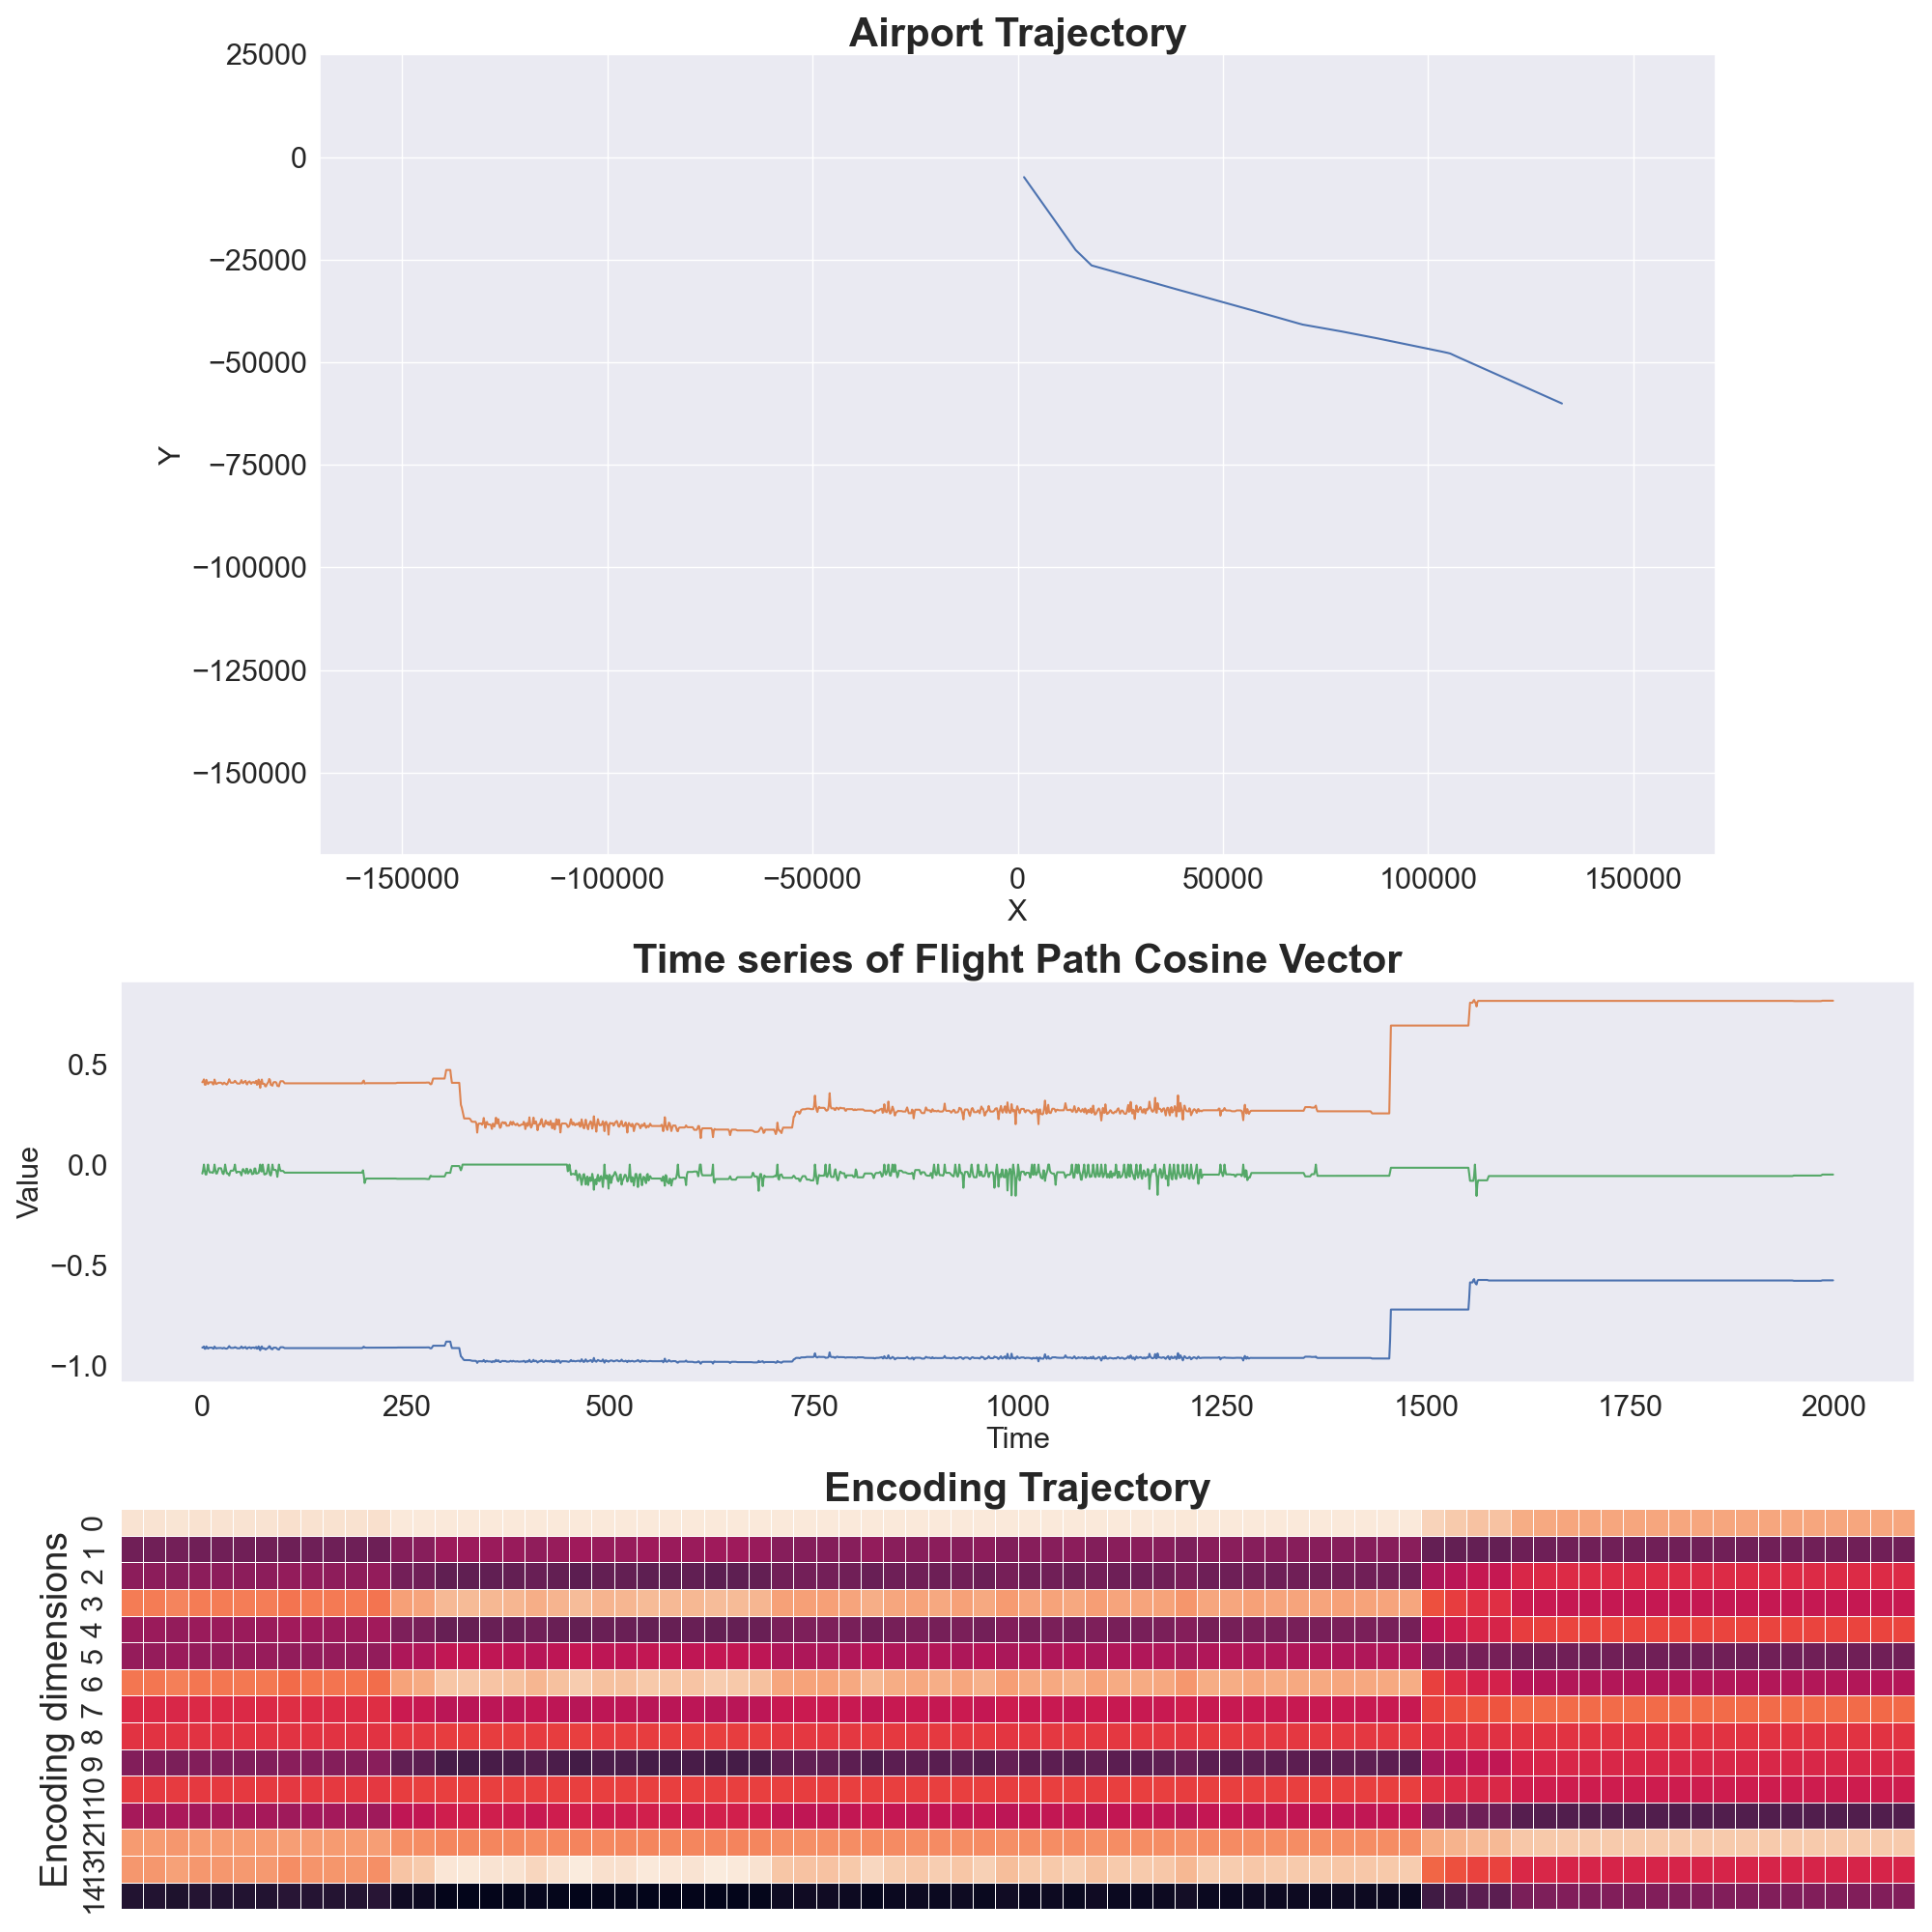 Airport Trajectory
25000
0
−25000
−50000
−75000
−100000
−125000
−150000
Y
−150000 −100000 −50000 0 50000 100000 150000
X
Time series of Flight Path Cosine Vector
0.5
0.0
−0.5
−1.0
Value
0 250 500 750 1000 1250 1500 1750 2000
Time
Encoding Trajectory
Encoding dimensions
0
1
2
3
4
5
6
7
8
9
10
11
12
13
14